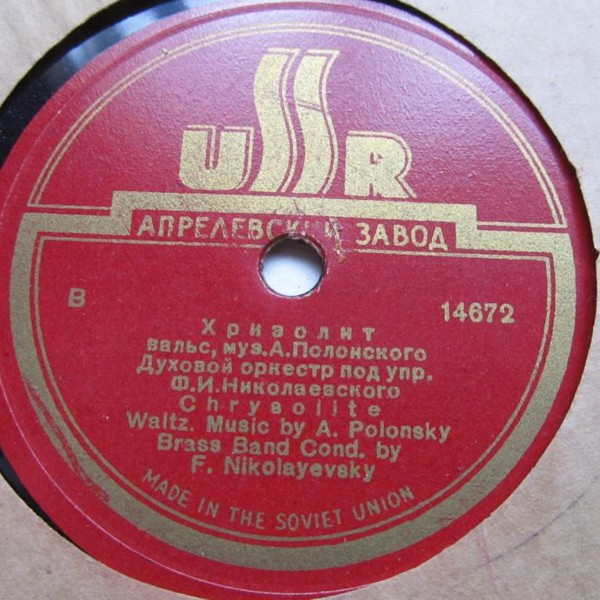 USSR
АПРЕЛЕВСКИЙ ЗАВОД
В 14672
Хризолит
вальс, муз.А.Полонского
Духовой оркестр под упр.
Ф.И.Николаевского
Chrysolite
Waltz. Music by A. Polonsky
Brass Band Cond. by
F. Nikolayevsky
MADE IN THE SOVIET UNION